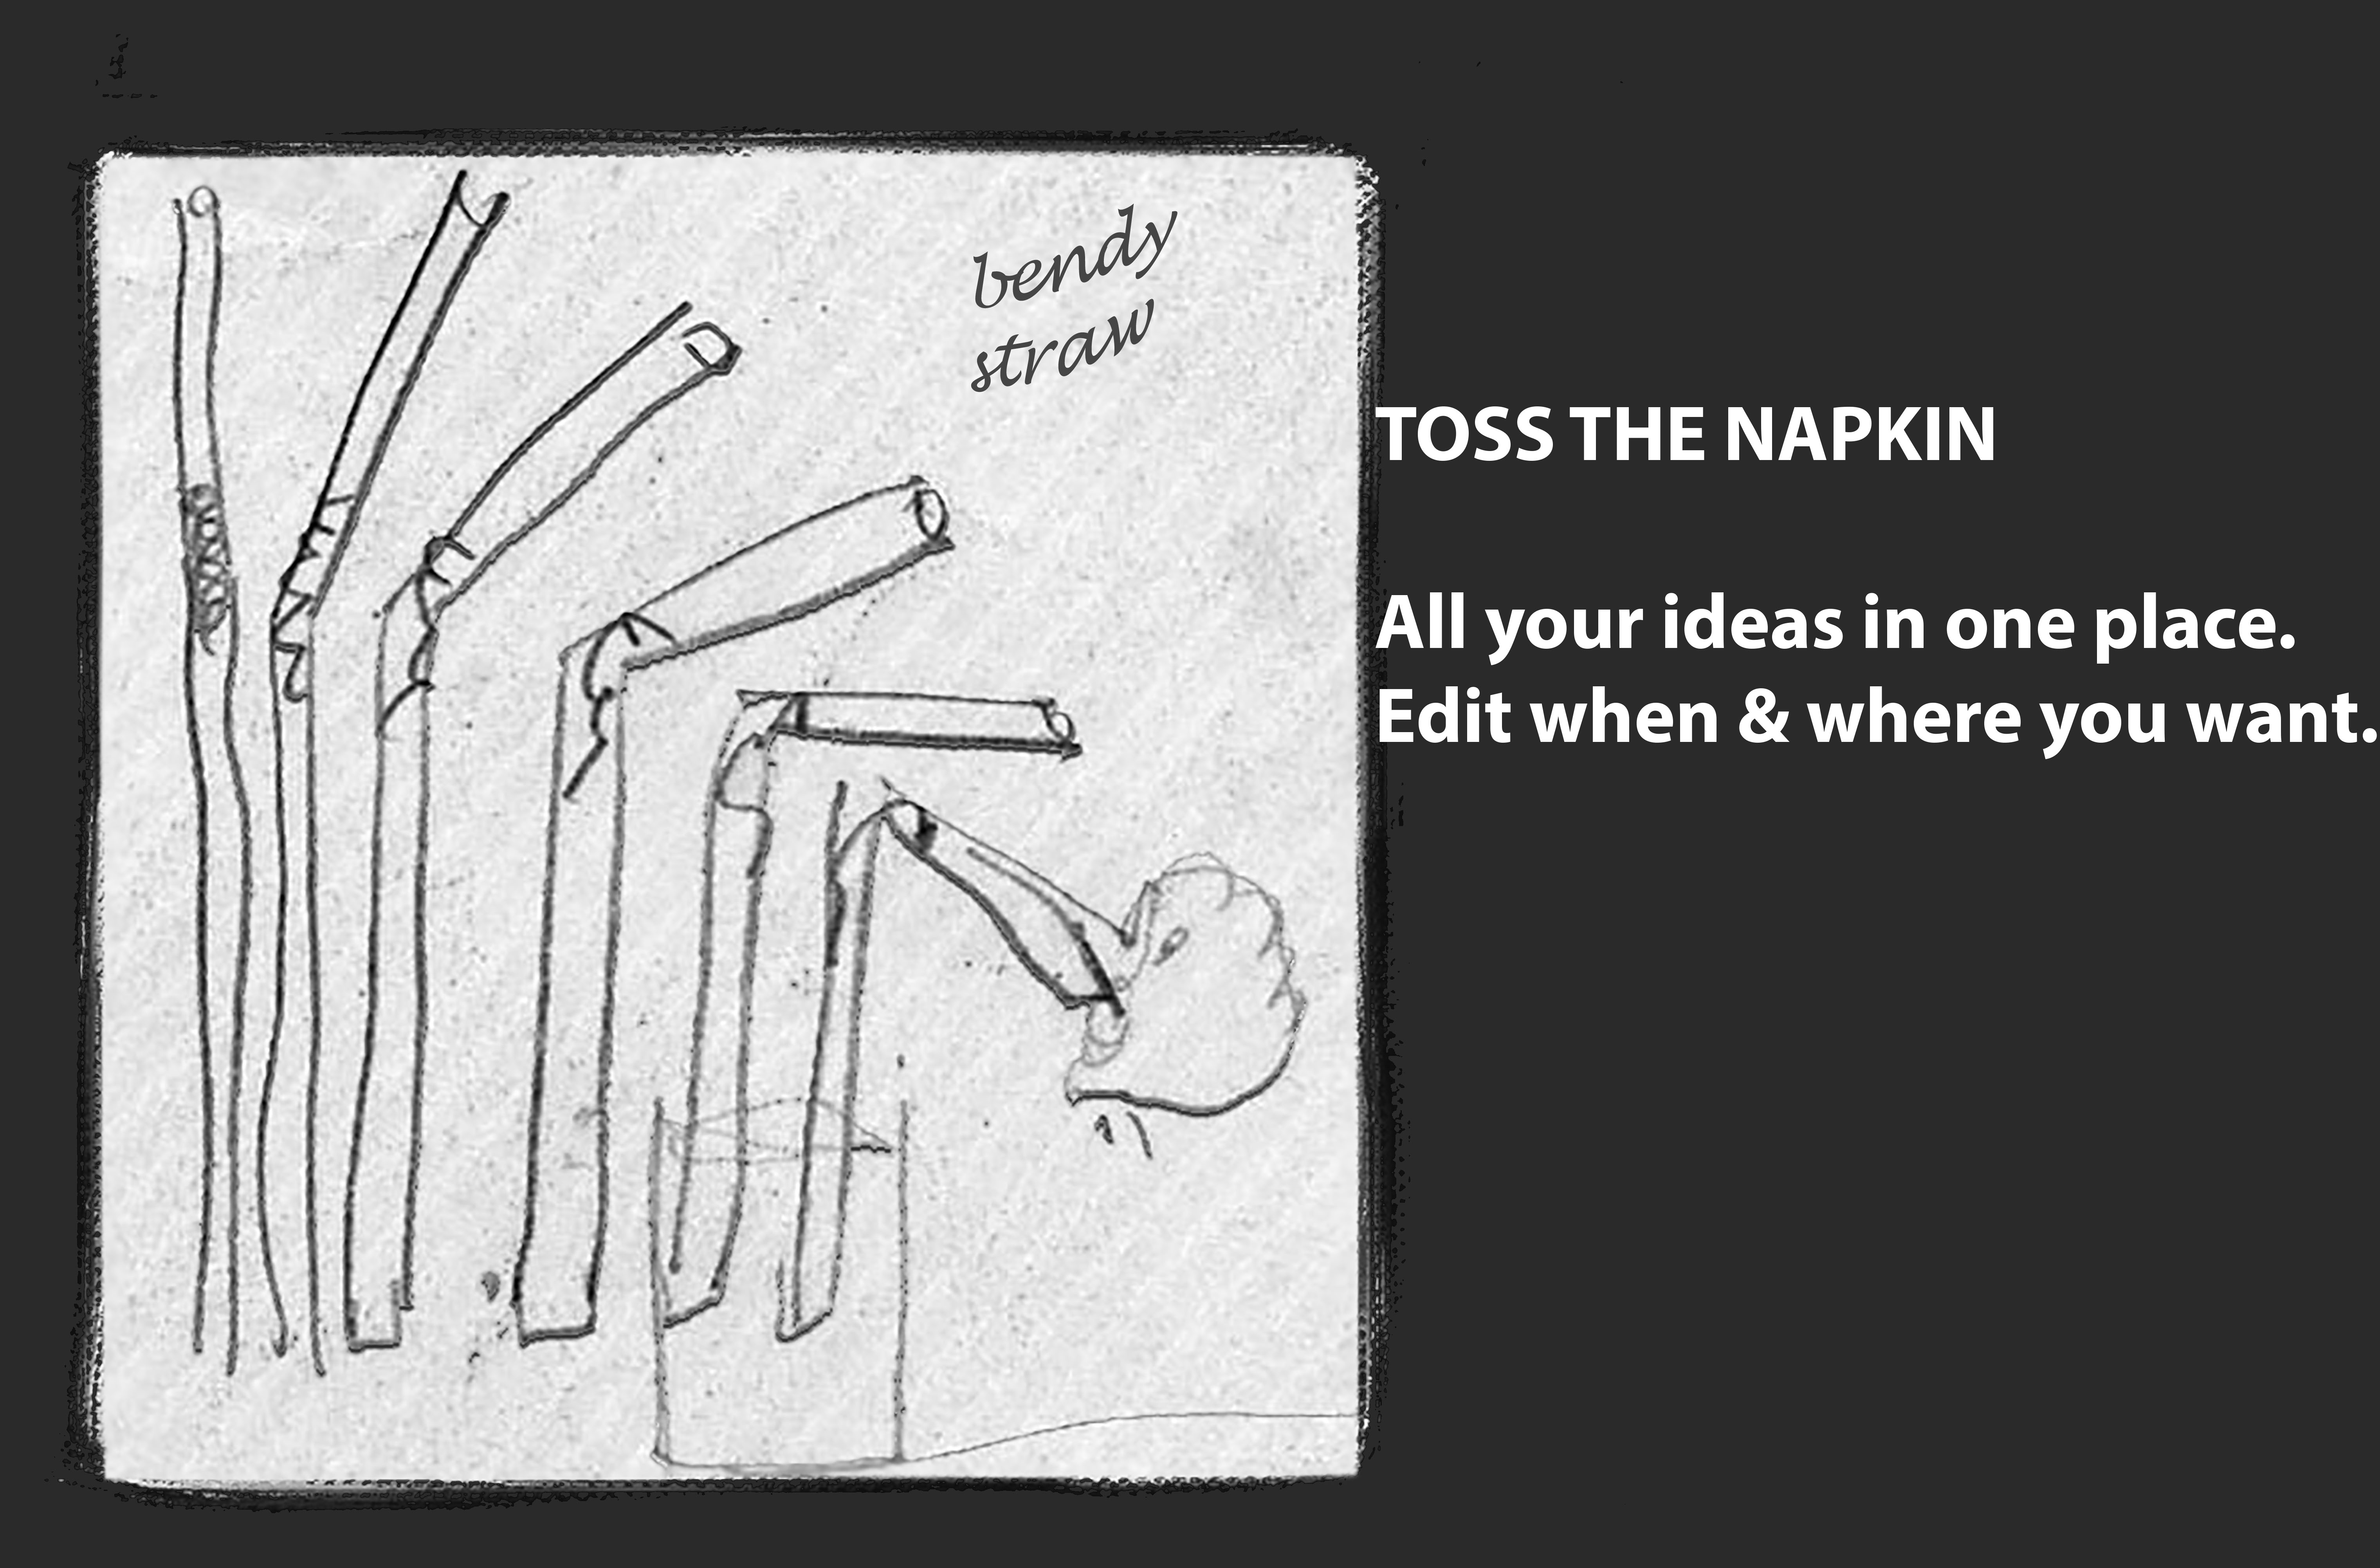 bendy
straw
TOSS THE NAPKIN
All your ideas in one place.
Edit when & where you want.